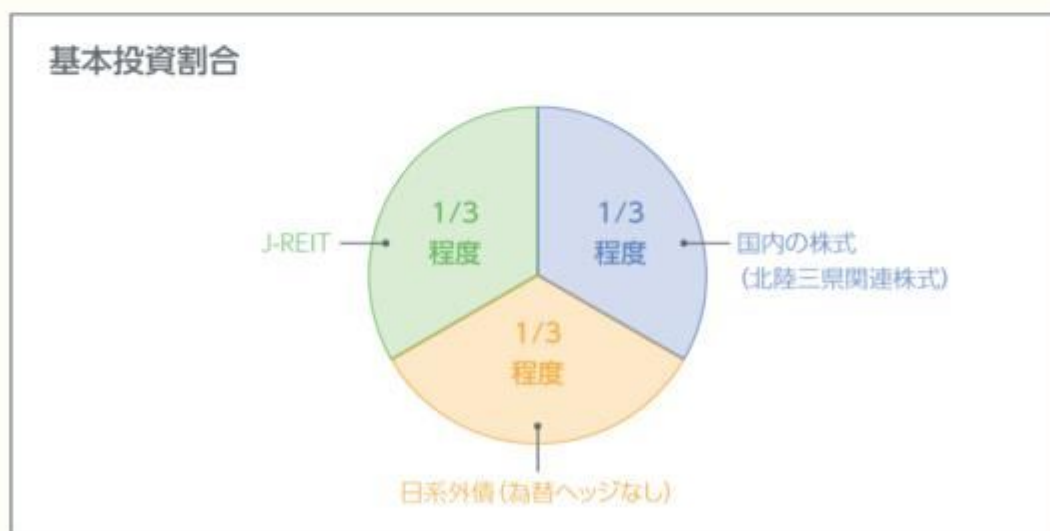 基本投資割合
1/3
程度
1/3
程度
J-REIT
国内の株式
(北陸三県関連株式)
1/3
程度
日系外債(為替ヘッジなし)